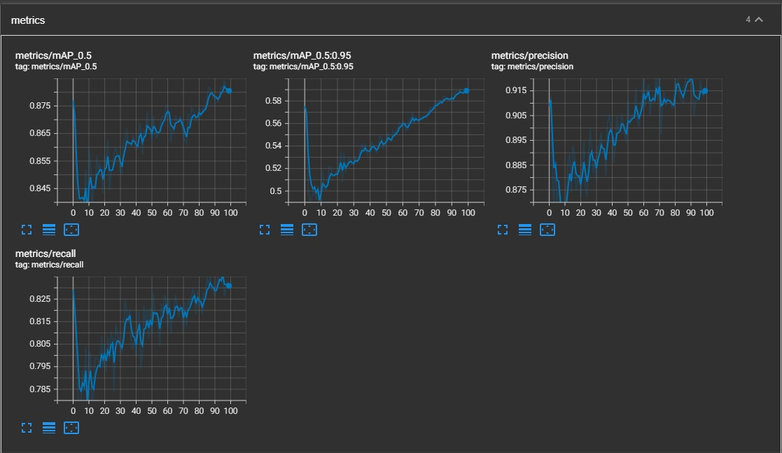 metrics
4
metrics/mAP_0.5
tag: metrics/mAP_0.5
0.875
0.865
0.855
0.845
0 10 20 30 40 50 60 70 80 90 100
metrics/mAP_0.5:0.95
tag: metrics/mAP_0.5:0.95
0.58
0.56
0.54
0.52
0.5
0 10 20 30 40 50 60 70 80 90 100
metrics/precision
tag: metrics/precision
0.915
0.905
0.895
0.885
0.875
0 10 20 30 40 50 60 70 80 90 100
metrics/recall
tag: metrics/recall
0.825
0.815
0.805
0.795
0.785
0 10 20 30 40 50 60 70 80 90 100